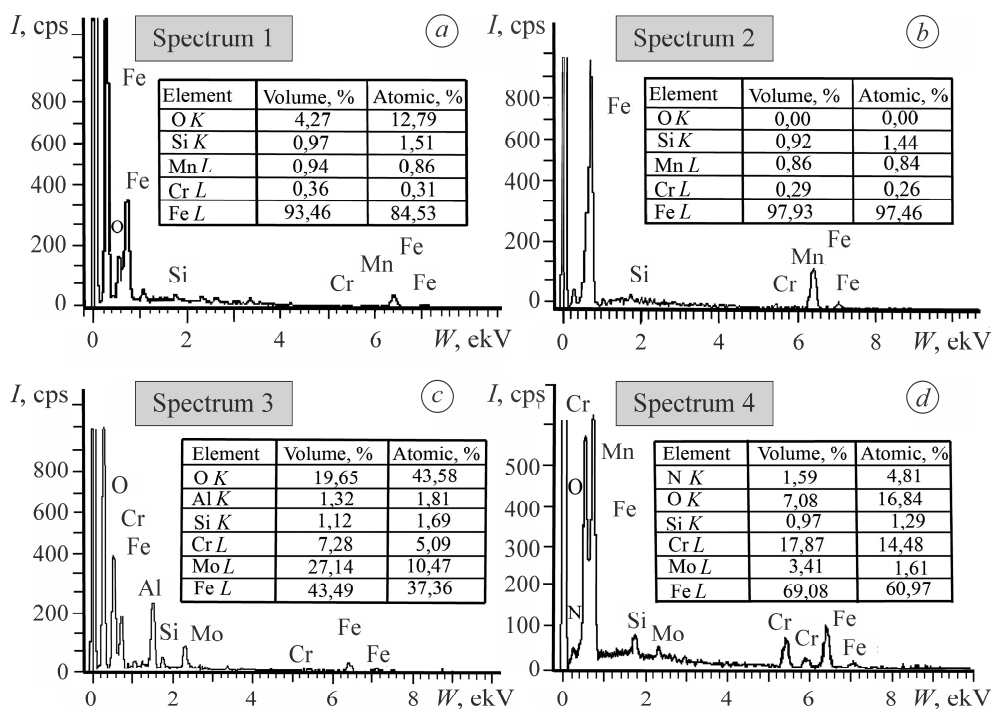 I, cps
Spectrum 1
a
Fe
Element Volume, % Atomic, %
O K 4,27 12,79
Si K 0,97 1,51
Mn L 0,94 0,86
Cr L 0,36 0,31
Fe L 93,46 84,53
800
600
400
200
0
Fe
O
Si
Cr
Mn
Fe
Fe
0 2 4 6 W, ekV
I, cps
Spectrum 2
b
Fe
Element Volume, % Atomic, %
O K 0,00 0,00
Si K 0,92 1,44
Mn L 0,86 0,84
Cr L 0,29 0,26
Fe L 97,93 97,46
800
600
400
200
0
Si
Cr
Mn
Fe
Fe
0 2 4 6 8 W, ekV
I, cps
Spectrum 3
c
Element Volume, % Atomic, %
O K 19,65 43,58
Al K 1,32 1,81
Si K 1,12 1,69
Cr L 7,28 5,09
Mo L 27,14 10,47
Fe L 43,49 37,36
800
600
400
200
0
O
Cr
Fe
Al
Si
Mo
Cr
Fe
Fe
0 2 4 6 8 W, ekV
I, cps
Spectrum 4
d
Cr
Mn
Fe
O
N
Element Volume, % Atomic, %
N K 1,59 4,81
O K 7,08 16,84
Si K 0,97 1,29
Cr L 17,87 14,48
Mo L 3,41 1,61
Fe L 69,08 60,97
500
400
300
200
100
0
Si
Mo
Cr
Cr
Fe
Fe
0 2 4 6 8 W, ekV